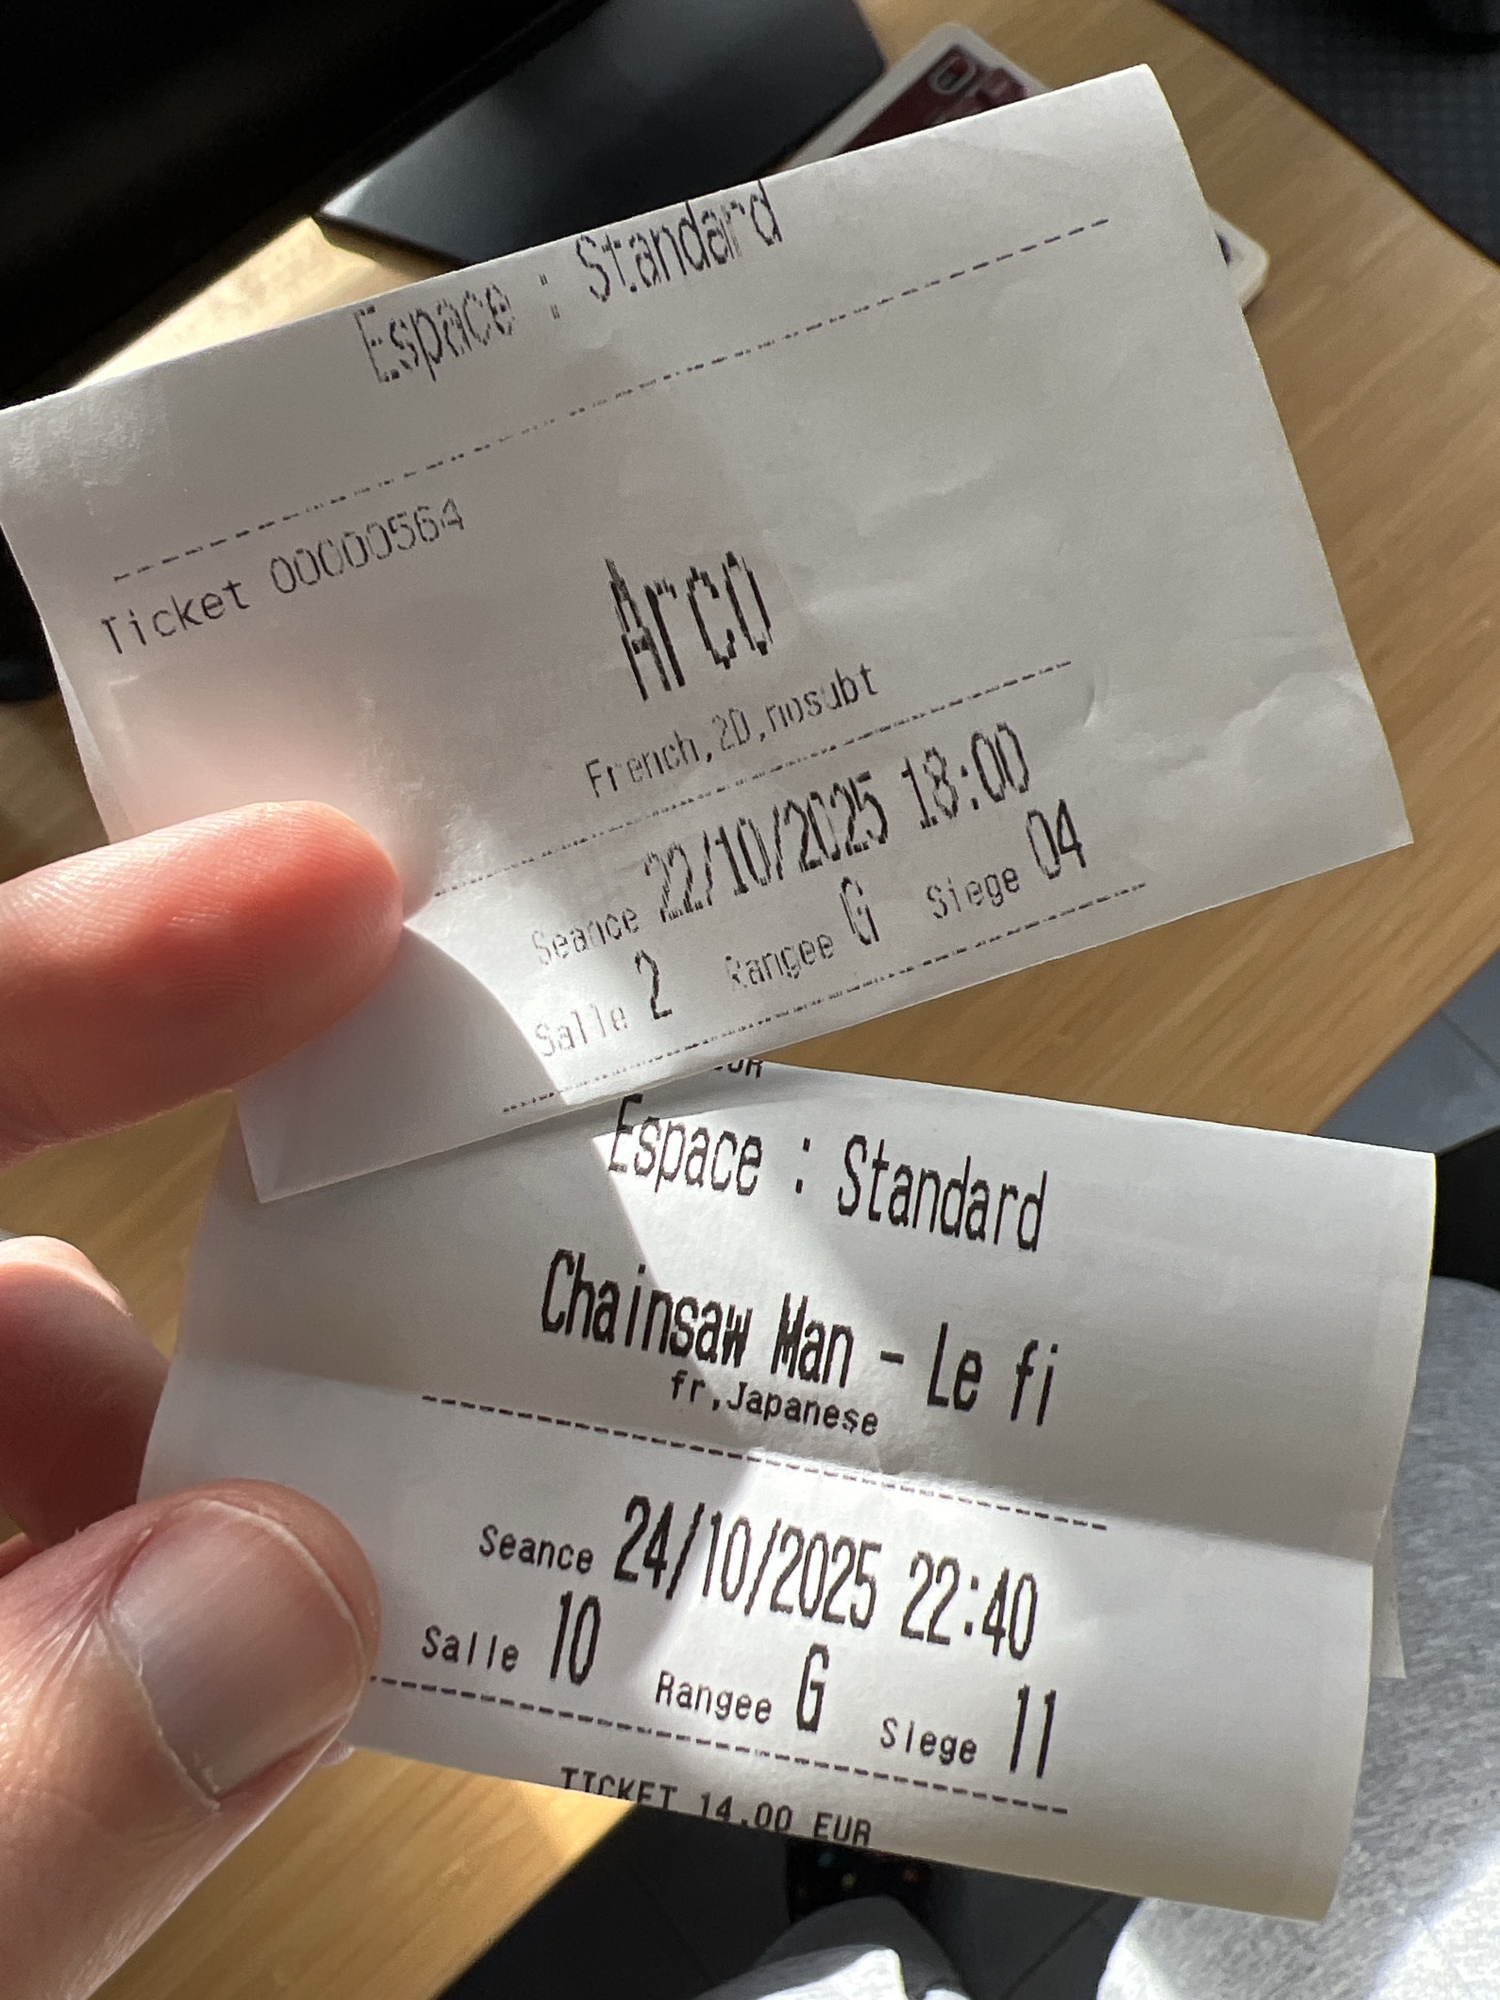 Espace : Standard
Ticket 00000564
Arco
French,2D,nosubt
Seance 22/10/2025 18:00
Salle 2 Rangee G Siege 04
EUR
Espace : Standard
Chainsaw Man - Le fi
fr,Japanese
Seance 24/10/2025 22:40
Salle 10 Rangee G Siege 11
TICKET 14.00 EUR